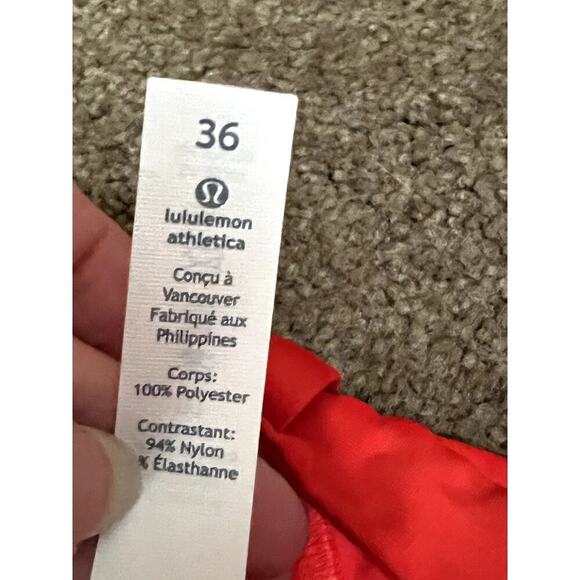 36
lululemon
athletica
Conçu à
Vancouver
Fabriqué aux
Philippines
Corps:
100% Polyester
Contrastant:
94% Nylon
% Élasthanne